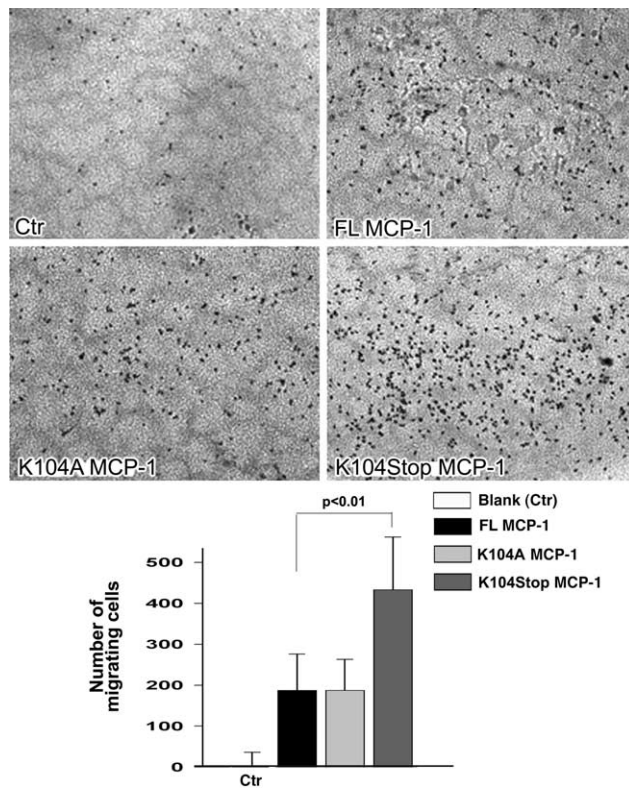 Ctr
FL MCP-1
K104A MCP-1
K104Stop MCP-1
p<0.01
Blank (Ctr)
FL MCP-1
K104A MCP-1
K104Stop MCP-1
Number of
migrating cells
500
400
300
200
100
0
Ctr